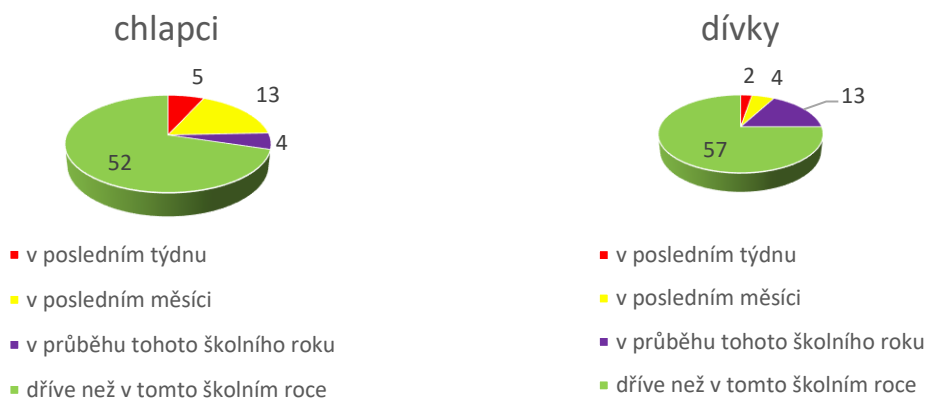 chlapci
5
13
4
52
v posledním týdnu
v posledním měsíci
v průběhu tohoto školního roku
dříve než v tomto školním roce
dívky
2
4
13
57
v posledním týdnu
v posledním měsíci
v průběhu tohoto školního roku
dříve než v tomto školním roce